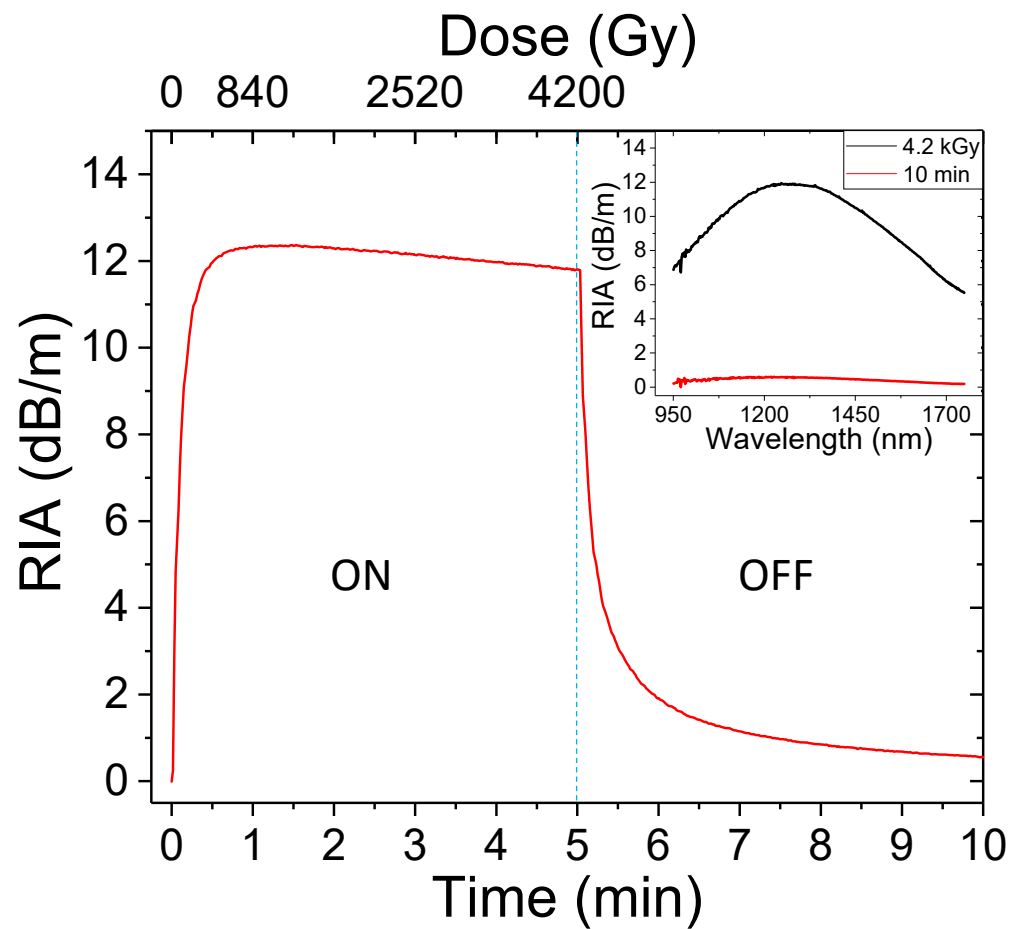 Dose (Gy)
0 840 2520 4200
14
12
10
8
6
4
2
0
RIA (dB/m)
ON
OFF
0 1 2 3 4 5 6 7 8 9 10
Time (min)
4.2 kGy
10 min
14
12
10
8
6
4
2
0
RIA (dB/m)
950 1200 1450 1700
Wavelength (nm)